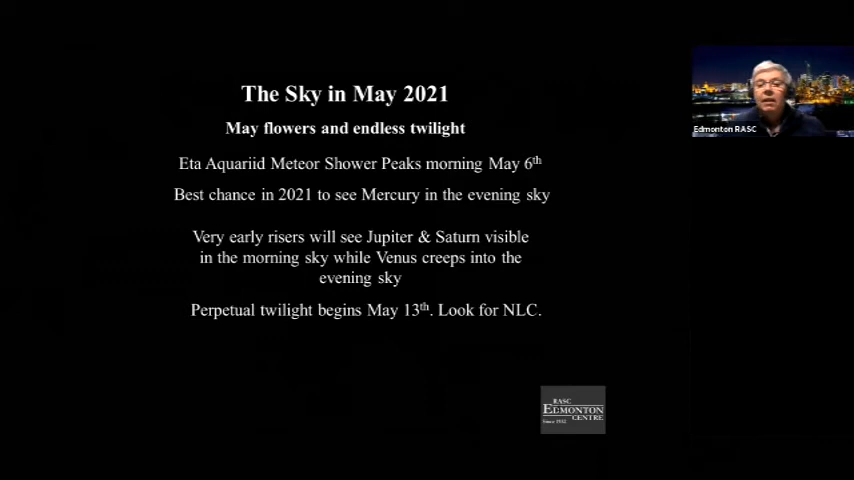 The Sky in May 2021
May flowers and endless twilight
Eta Aquariid Meteor Shower Peaks morning May 6th
Best chance in 2021 to see Mercury in the evening sky
Very early risers will see Jupiter & Saturn visible
in the morning sky while Venus creeps into the
evening sky
Perpetual twilight begins May 13th. Look for NLC.
Edmonton RASC
RASC
EDMONTON
CENTRE
Since 1932